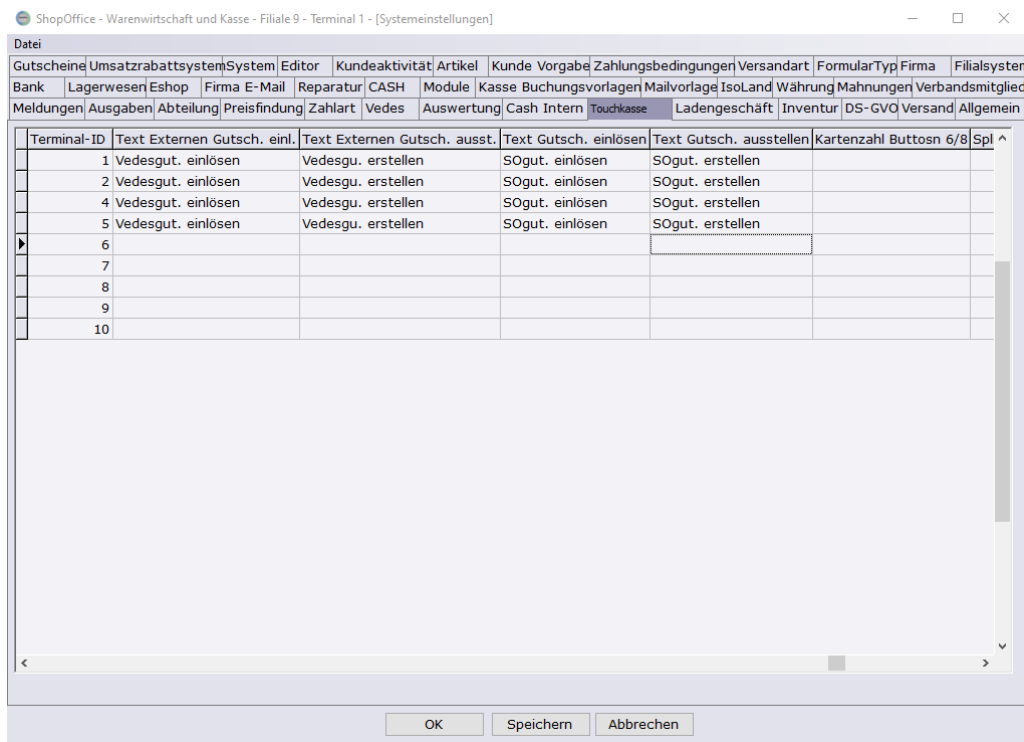 ShopOffice - Warenwirtschaft und Kasse - Filiale 9 - Terminal 1 - [Systemeinstellungen]
Datei
Gutscheine Umsatzrabattsystem System Editor Kundeaktivität Artikel Kunde Vorgabe Zahlungsbedingungen Versandart FormularTyp Firma Filialsystem
Bank Lagerwesen Eshop Firma E-Mail Reparatur CASH Module Kasse Buchungsvorlagen Mailvorlage IsoLand Währung Mahnungen Verbandsmitglied
Meldungen Ausgaben Abteilung Preisfindung Zahlart Vedes Auswertung Cash Intern Touchkasse Ladengeschäft Inventur DS-GVO Versand Allgemein
Terminal-ID Text Externen Gutsch. einl. Text Externen Gutsch. ausst. Text Gutsch. einlösen Text Gutsch. ausstellen Kartenzahl Buttosn 6/8 Spl
1 Vedesgut. einlösen Vedesgu. erstellen SOgut. einlösen SOgut. erstellen
2 Vedesgut. einlösen Vedesgu. erstellen SOgut. einlösen SOgut. erstellen
4 Vedesgut. einlösen Vedesgu. erstellen SOgut. einlösen SOgut. erstellen
5 Vedesgut. einlösen Vedesgu. erstellen SOgut. einlösen SOgut. erstellen
6
7
8
9
10
OK Speichern Abbrechen